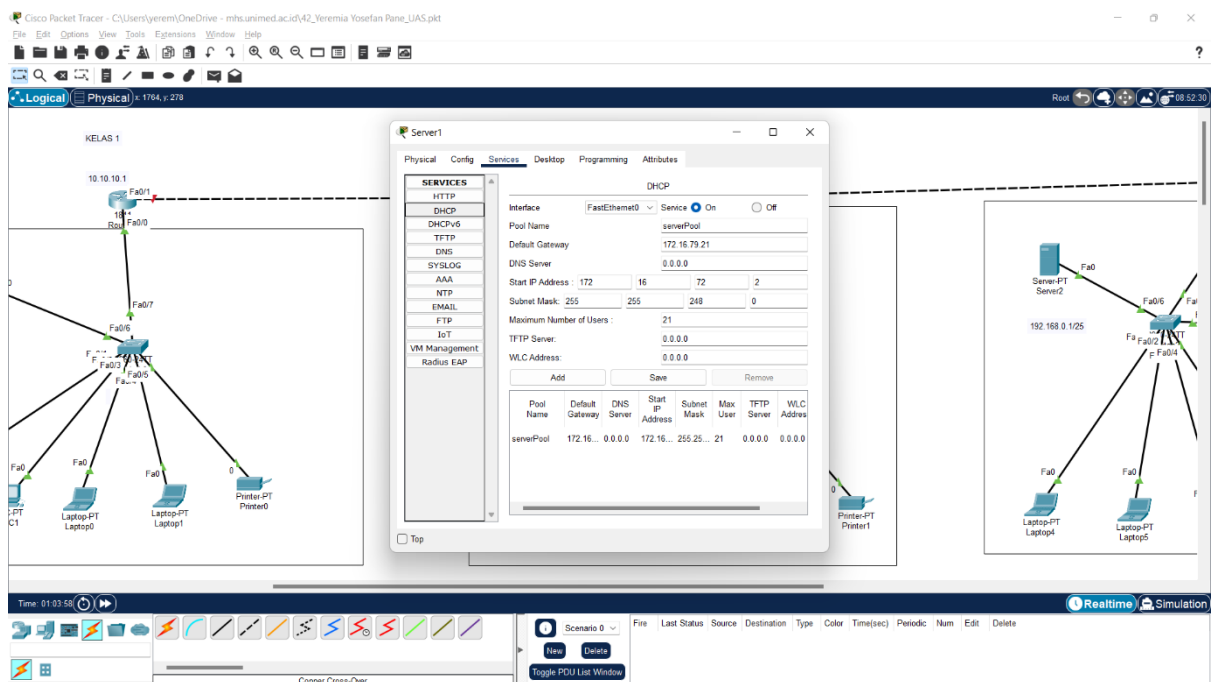 Cisco Packet Tracer - C:\Users\yerem\OneDrive - mhs.unimed.ac.id\42_Yeremia Yosefan Pane_UAS.pkt
File Edit Options View Tools Extensions Window Help
?
Logical Physical x: 1764, y: 278 Root 08:52:30
KELAS 1
10.10.10.1
Fa0/1
Fa0/0
Fa0/7
Fa0/6
Fa0/3
Fa0/5
Fa0
Fa0
Fa0
0
C1
Laptop-PT
Laptop0
Laptop-PT
Laptop1
Printer-PT
Printer0
Server1
Physical Config Services Desktop Programming Attributes
SERVICES
HTTP
DHCP
DHCPv6
TFTP
DNS
SYSLOG
AAA
NTP
EMAIL
FTP
IoT
VM Management
Radius EAP
DHCP
Interface FastEthernet0 Service On Off
Pool Name serverPool
Default Gateway 172.16.79.21
DNS Server 0.0.0.0
Start IP Address : 172 16 72 2
Subnet Mask: 255 255 248 0
Maximum Number of Users : 21
TFTP Server: 0.0.0.0
WLC Address: 0.0.0.0
Add Save Remove
Pool Name Default Gateway DNS Server Start IP Address Subnet Mask Max User TFTP Server WLC Addres
serverPool 172.16... 0.0.0.0 172.16... 255.25... 21 0.0.0.0 0.0.0.0
Top
0
Printer-PT
Printer1
Fa0
Server-PT
Server2
192.168.0.1/25
Fa0/6
Fa0/2
Fa0/4
Fa0
Fa0
Laptop-PT
Laptop4
Laptop-PT
Laptop5
Time: 01:03:58 Realtime Simulation
Scenario 0
New Delete
Toggle PDU List Window
Fire Last Status Source Destination Type Color Time(sec) Periodic Num Edit Delete
Copper Cross-Over